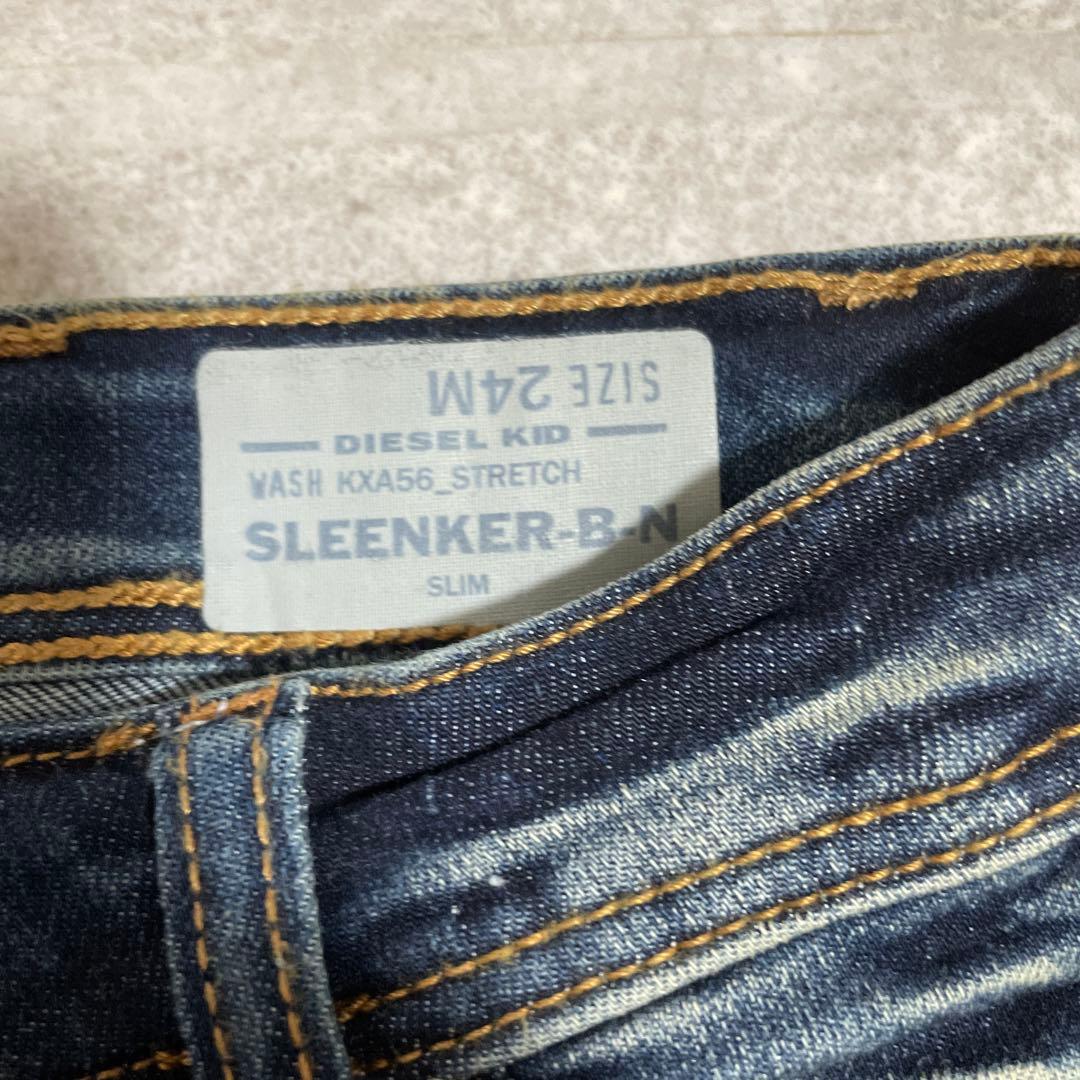 SIZE 24M
DIESEL KID
WASH KXA56_STRETCH
SLEENKER-B-N
SLIM